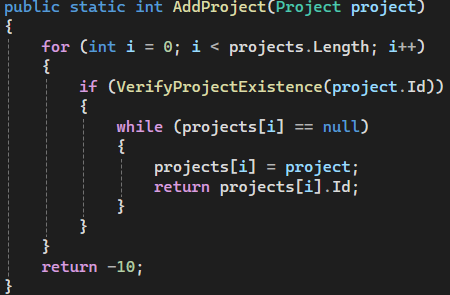 public static int AddProject(Project project)
{
for (int i = 0; i < projects.Length; i++)
{
if (VerifyProjectExistence(project.Id))
{
while (projects[i] == null)
{
projects[i] = project;
return projects[i].Id;
}
}
}
return -10;
}